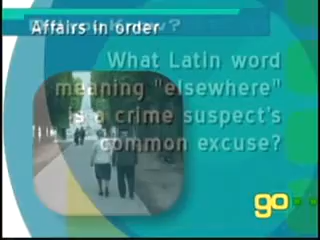 Affairs in order
What Latin word
meaning "elsewhere"
is a crime suspect's
common excuse?
go